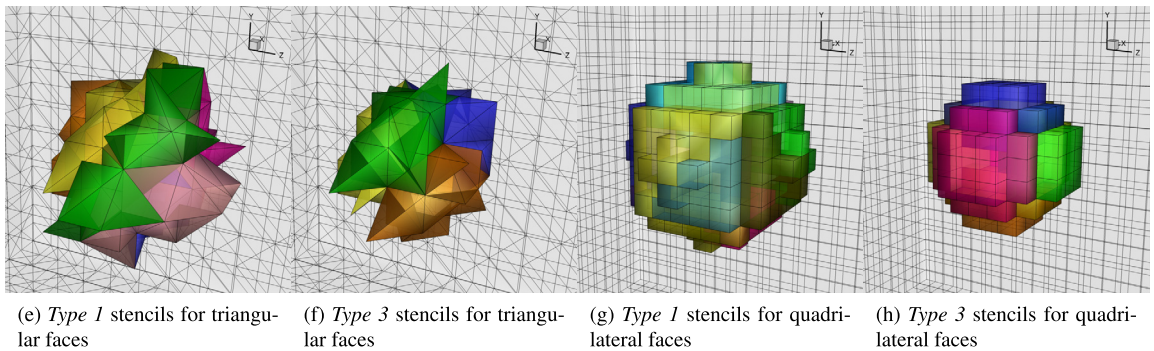 Y
X
Z
Y
X
Z
Y
X
Z
Y
X
Z
(e) Type 1 stencils for triangu-
lar faces
(f) Type 3 stencils for triangu-
lar faces
(g) Type 1 stencils for quadri-
lateral faces
(h) Type 3 stencils for quadri-
lateral faces